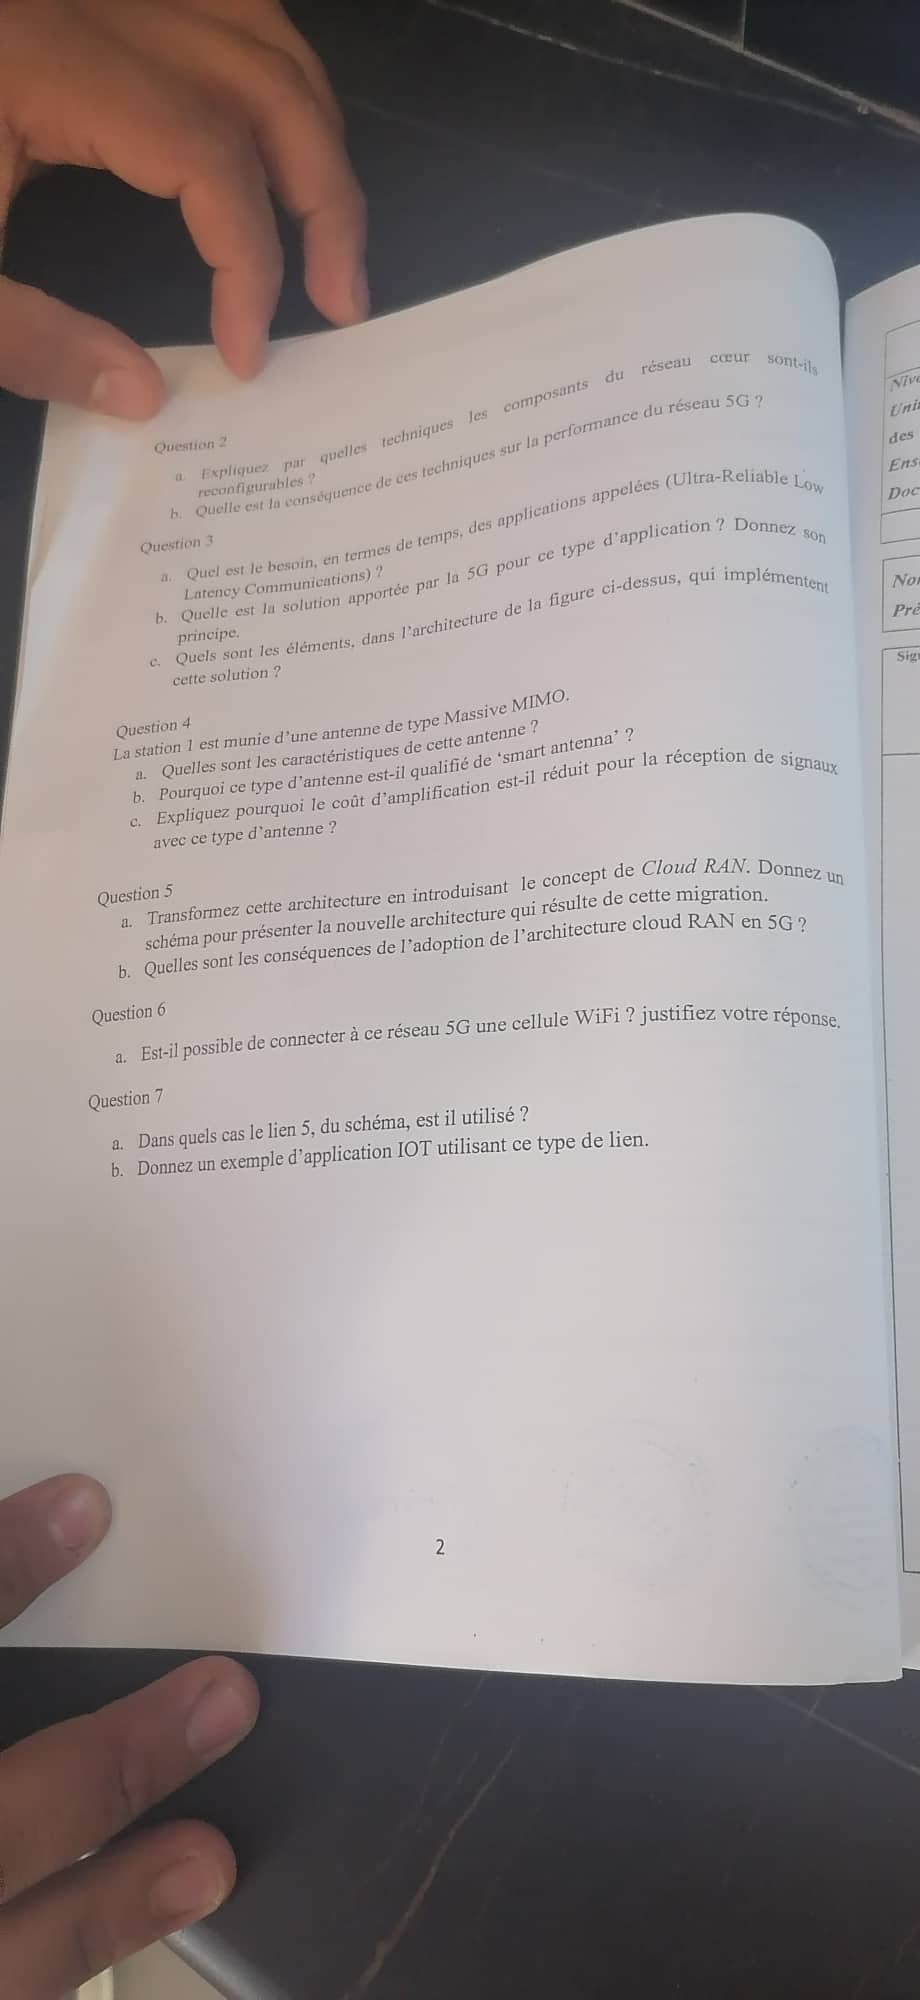 Question 2
a. Expliquez par quelles techniques les composants du réseau cœur sont-ils
reconfigurables ?
b. Quelle est la conséquence de ces techniques sur la performance du réseau 5G ?
Question 3
a. Quel est le besoin, en termes de temps, des applications appelées (Ultra-Reliable Low
Latency Communications) ?
b. Quelle est la solution apportée par la 5G pour ce type d'application ? Donnez son
principe.
c. Quels sont les éléments, dans l'architecture de la figure ci-dessus, qui implémentent
cette solution ?
Question 4
La station 1 est munie d'une antenne de type Massive MIMO.
a. Quelles sont les caractéristiques de cette antenne ?
b. Pourquoi ce type d'antenne est-il qualifié de 'smart antenna' ?
c. Expliquez pourquoi le coût d'amplification est-il réduit pour la réception de signaux
avec ce type d'antenne ?
Question 5
a. Transformez cette architecture en introduisant le concept de Cloud RAN. Donnez un
schéma pour présenter la nouvelle architecture qui résulte de cette migration.
b. Quelles sont les conséquences de l'adoption de l'architecture cloud RAN en 5G ?
Question 6
a. Est-il possible de connecter à ce réseau 5G une cellule WiFi ? justifiez votre réponse.
Question 7
a. Dans quels cas le lien 5, du schéma, est il utilisé ?
b. Donnez un exemple d'application IOT utilisant ce type de lien.
2
des
Ens
Doc